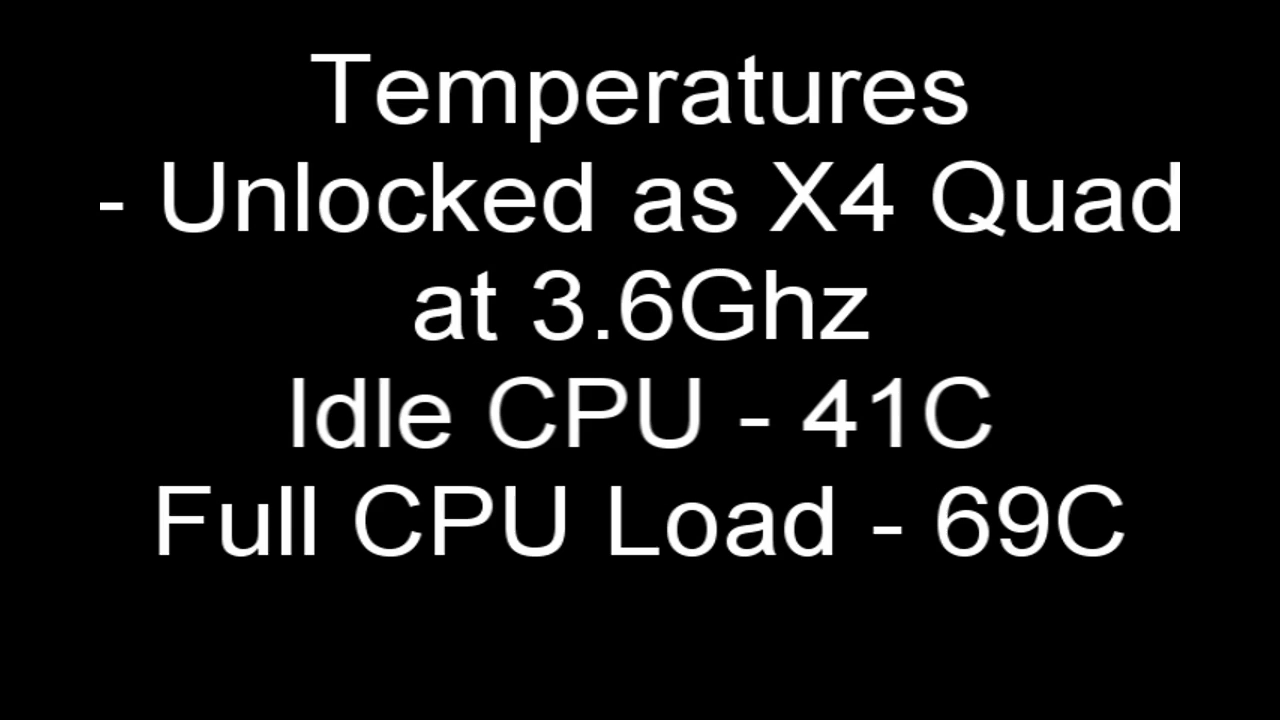 Temperatures
- Unlocked as X4 Quad
at 3.6Ghz
Idle CPU - 41C
Full CPU Load - 69C